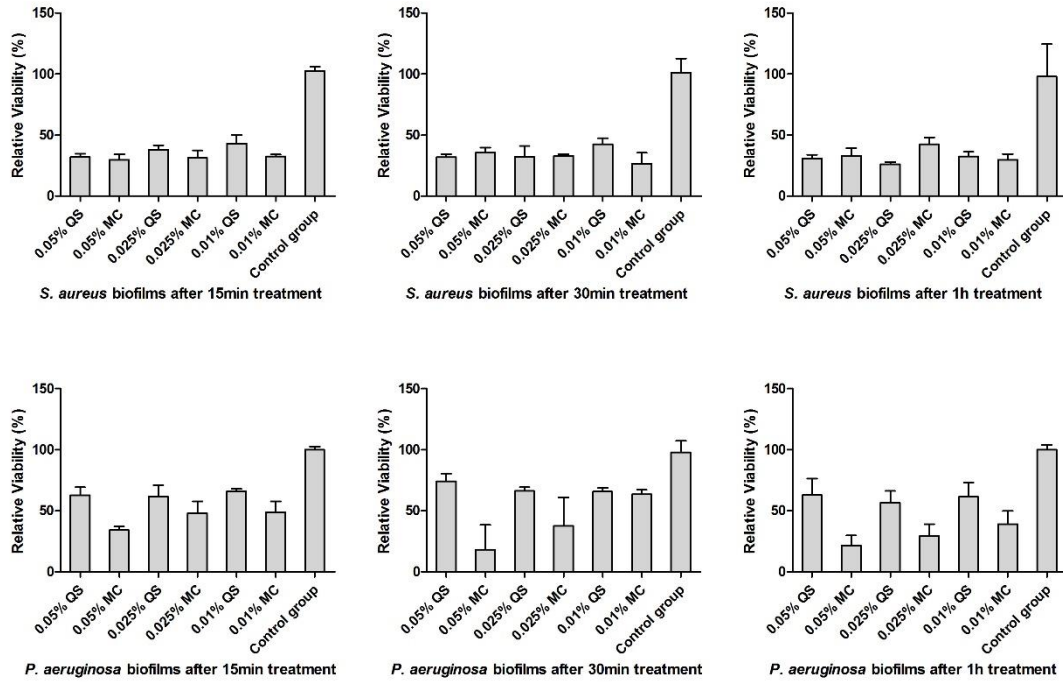 Relative Viability (%)
150
100
50
0
0.05% QS
0.05% MC
0.025% QS
0.025% MC
0.01% QS
0.01% MC
Control group
S. aureus biofilms after 15min treatment
Relative Viability (%)
150
100
50
0
0.05% QS
0.05% MC
0.025% QS
0.025% MC
0.01% QS
0.01% MC
Control group
S. aureus biofilms after 30min treatment
Relative Viability (%)
150
100
50
0
0.05% QS
0.05% MC
0.025% QS
0.025% MC
0.01% QS
0.01% MC
Control group
S. aureus biofilms after 1h treatment
Relative Viability (%)
150
100
50
0
0.05% QS
0.05% MC
0.025% QS
0.025% MC
0.01% QS
0.01% MC
Control group
P. aeruginosa biofilms after 15min treatment
Relative Viability (%)
150
100
50
0
0.05% QS
0.05% MC
0.025% QS
0.025% MC
0.01% QS
0.01% MC
Control group
P. aeruginosa biofilms after 30min treatment
Relative Viability (%)
150
100
50
0
0.05% QS
0.05% MC
0.025% QS
0.025% MC
0.01% QS
0.01% MC
Control group
P. aeruginosa biofilms after 1h treatment